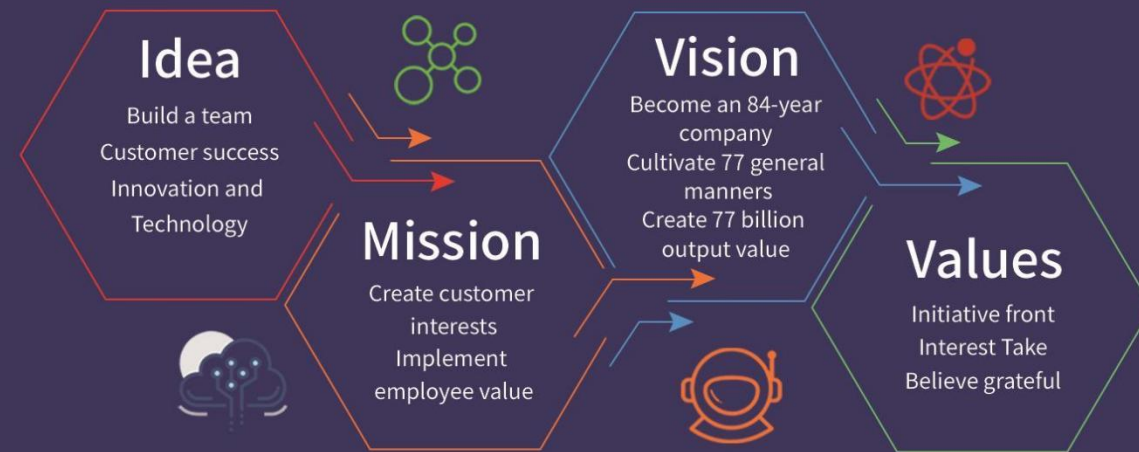 Idea
Build a team
Customer success
Innovation and
Technology
Mission
Create customer
interests
Implement
employee value
Vision
Become an 84-year
company
Cultivate 77 general
manners
Create 77 billion
output value
Values
Initiative front
Interest Take
Believe grateful